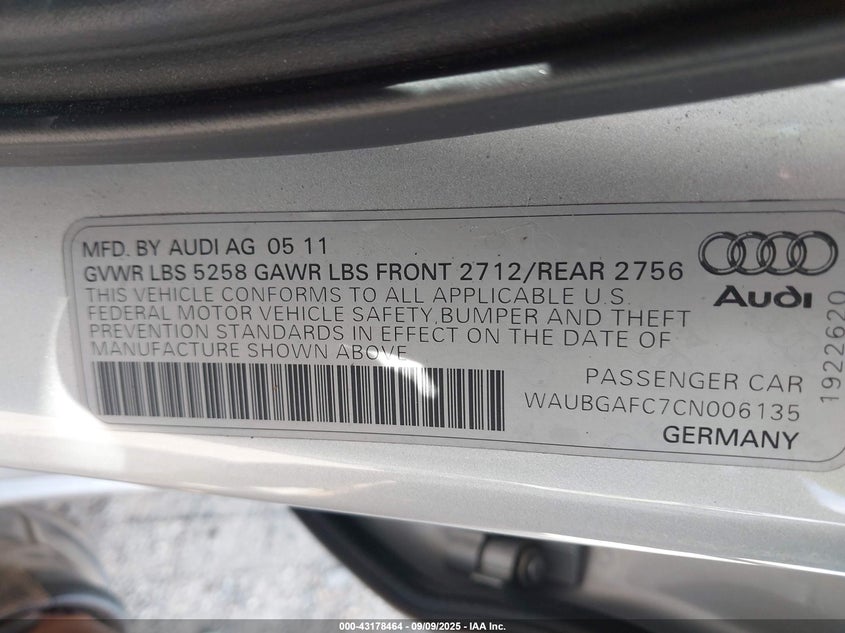 MFD. BY AUDI AG 05 11
GVWR LBS 5258 GAWR LBS FRONT 2712/REAR 2756
THIS VEHICLE CONFORMS TO ALL APPLICABLE U.S.
FEDERAL MOTOR VEHICLE SAFETY, BUMPER AND THEFT
PREVENTION STANDARDS IN EFFECT ON THE DATE OF
MANUFACTURE SHOWN ABOVE
Audi
PASSENGER CAR
WAUBGAFC7CN006135
GERMANY
1922620
000-43178464 - 09/09/2025 - IAA Inc.